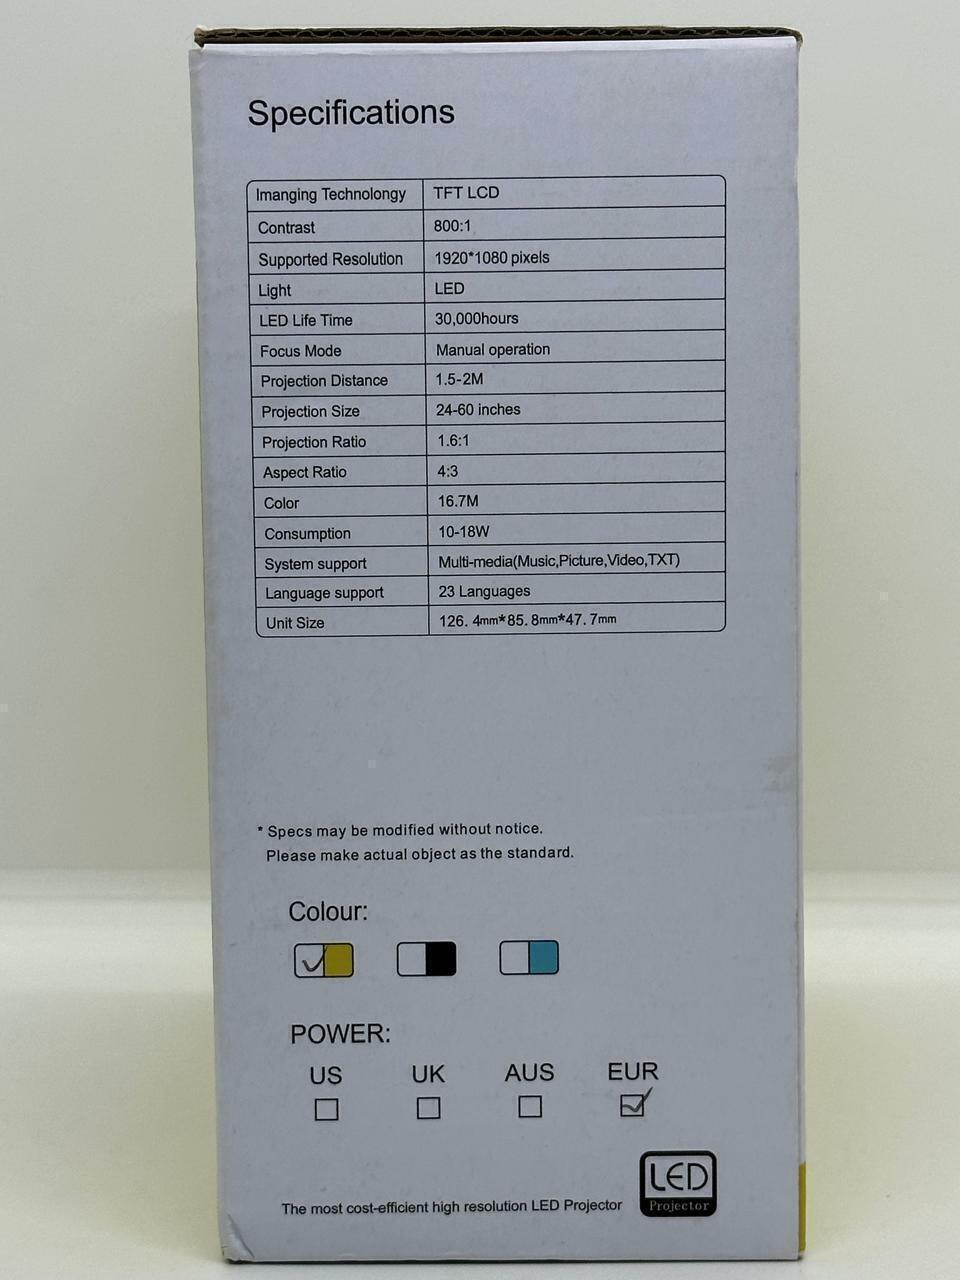 Specifications
Imanging Technolongy TFT LCD
Contrast 800:1
Supported Resolution 1920*1080 pixels
Light LED
LED Life Time 30,000hours
Focus Mode Manual operation
Projection Distance 1.5-2M
Projection Size 24-60 inches
Projection Ratio 1.6:1
Aspect Ratio 4:3
Color 16.7M
Consumption 10-18W
System support Multi-media(Music,Picture,Video,TXT)
Language support 23 Languages
Unit Size 126.4mm*85.8mm*47.7mm
* Specs may be modified without notice.
Please make actual object as the standard.
Colour:
POWER:
US UK AUS EUR
The most cost-efficient high resolution LED Projector
LED
Projector